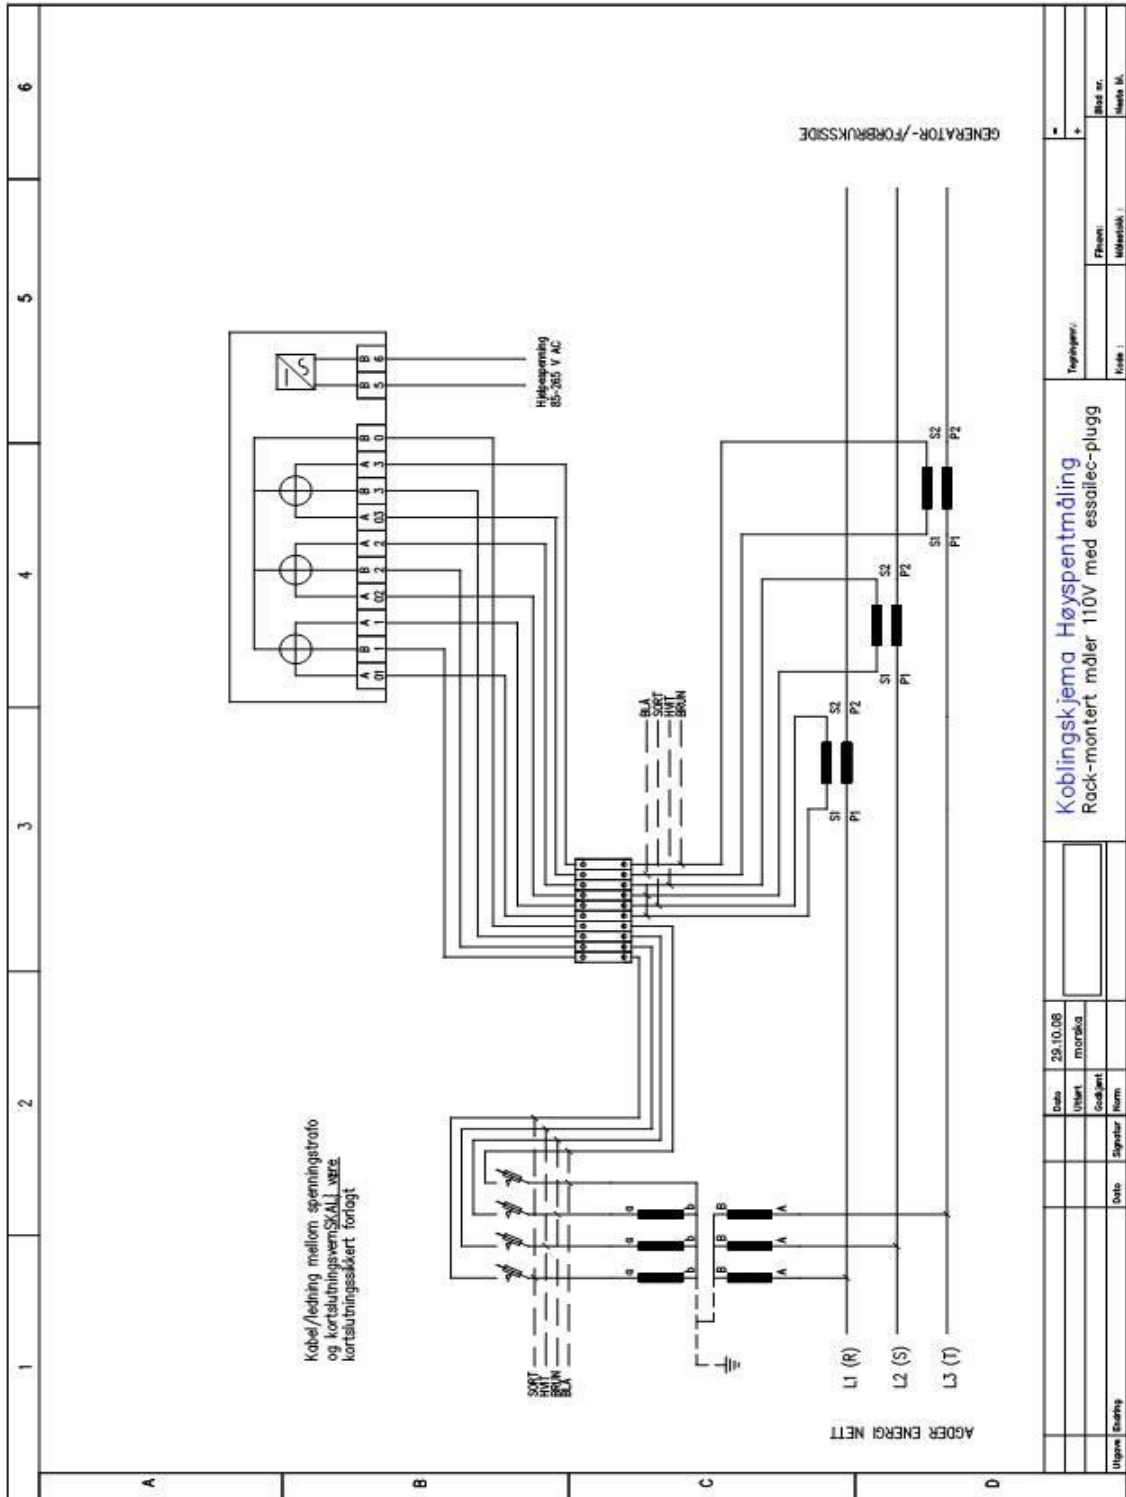 1
2
3
4
5
6
A
B
C
D
Kabel/ledning mellom spenningstrafo
og kortslutningsvernSKAL} være
kortslutningssikkert forlagt
B 6
B 5
B 0
A 3
B 3
A 03
A 2
B 2
A 02
A 1
B 1
A 01
Hjelpespenning
85-265 V AC
SORT
HVIT
BRUN
BLÅ
BLÅ
SORT
HVIT
BRUN
a b
a b
a b
B A
B A
B A
S1 S2
P1 P2
S1 S2
P1 P2
S1 S2
P1 P2
L1 (R)
L2 (S)
L3 (T)
AGDER ENERGI NETT
GENERATOR-/FORBRUKSSIDE
Utgave Endring Dato Signatur Norm
Dato 29.10.08
Utført morska
Godkjent
Koblingskjema Høyspentmåling
Rack-montert måler 110V med essailec-plugg
Tegningsnr.:
=
+
Filnavn:
Blad nr.
Kode :
Målestokk :
Neste bl.